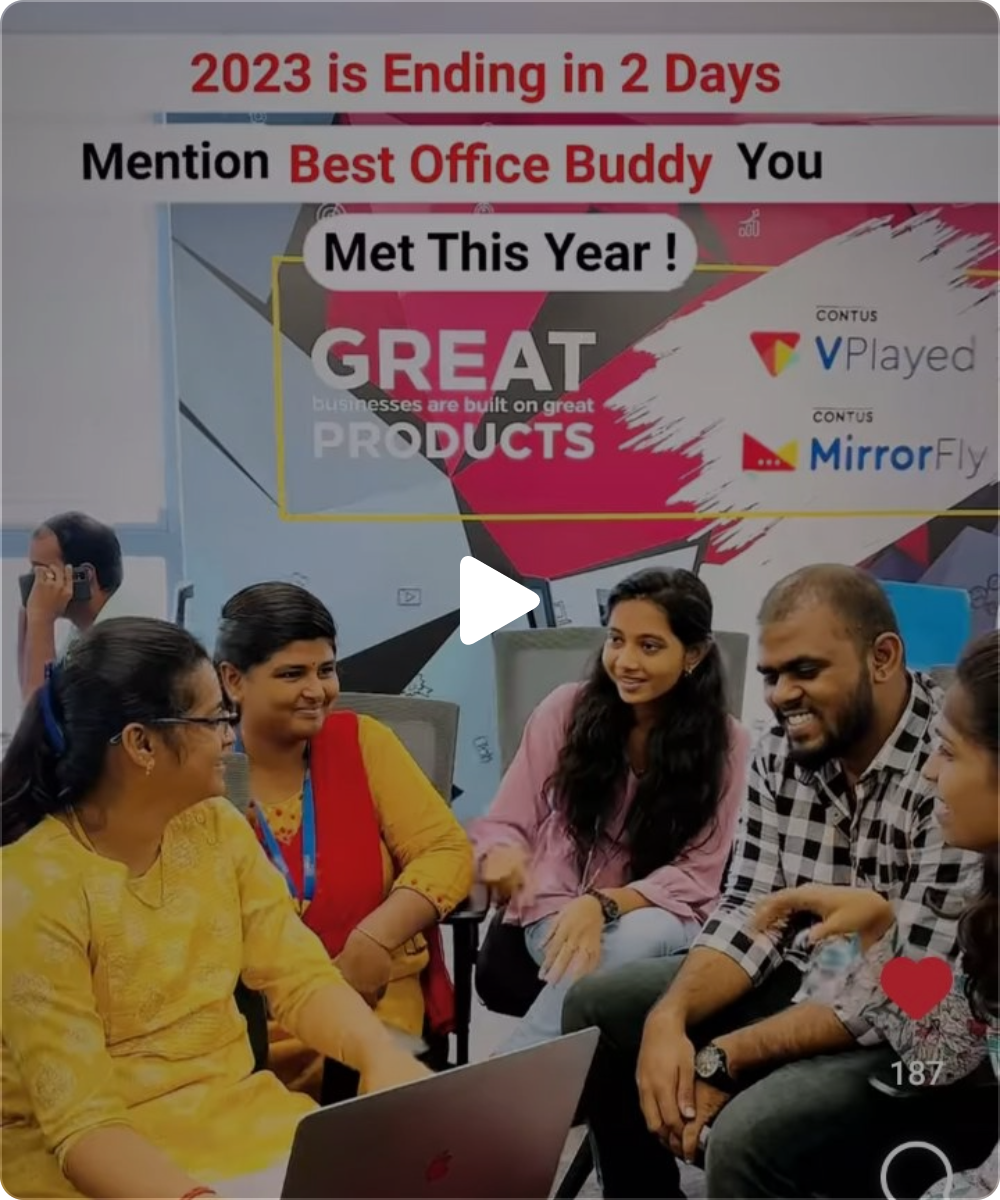 2023 is Ending in 2 Days
Mention Best Office Buddy You
Met This Year !
GREAT
businesses are built on great
PRODUCTS
CONTUS
VPlayed
CONTUS
MirrorFly
187